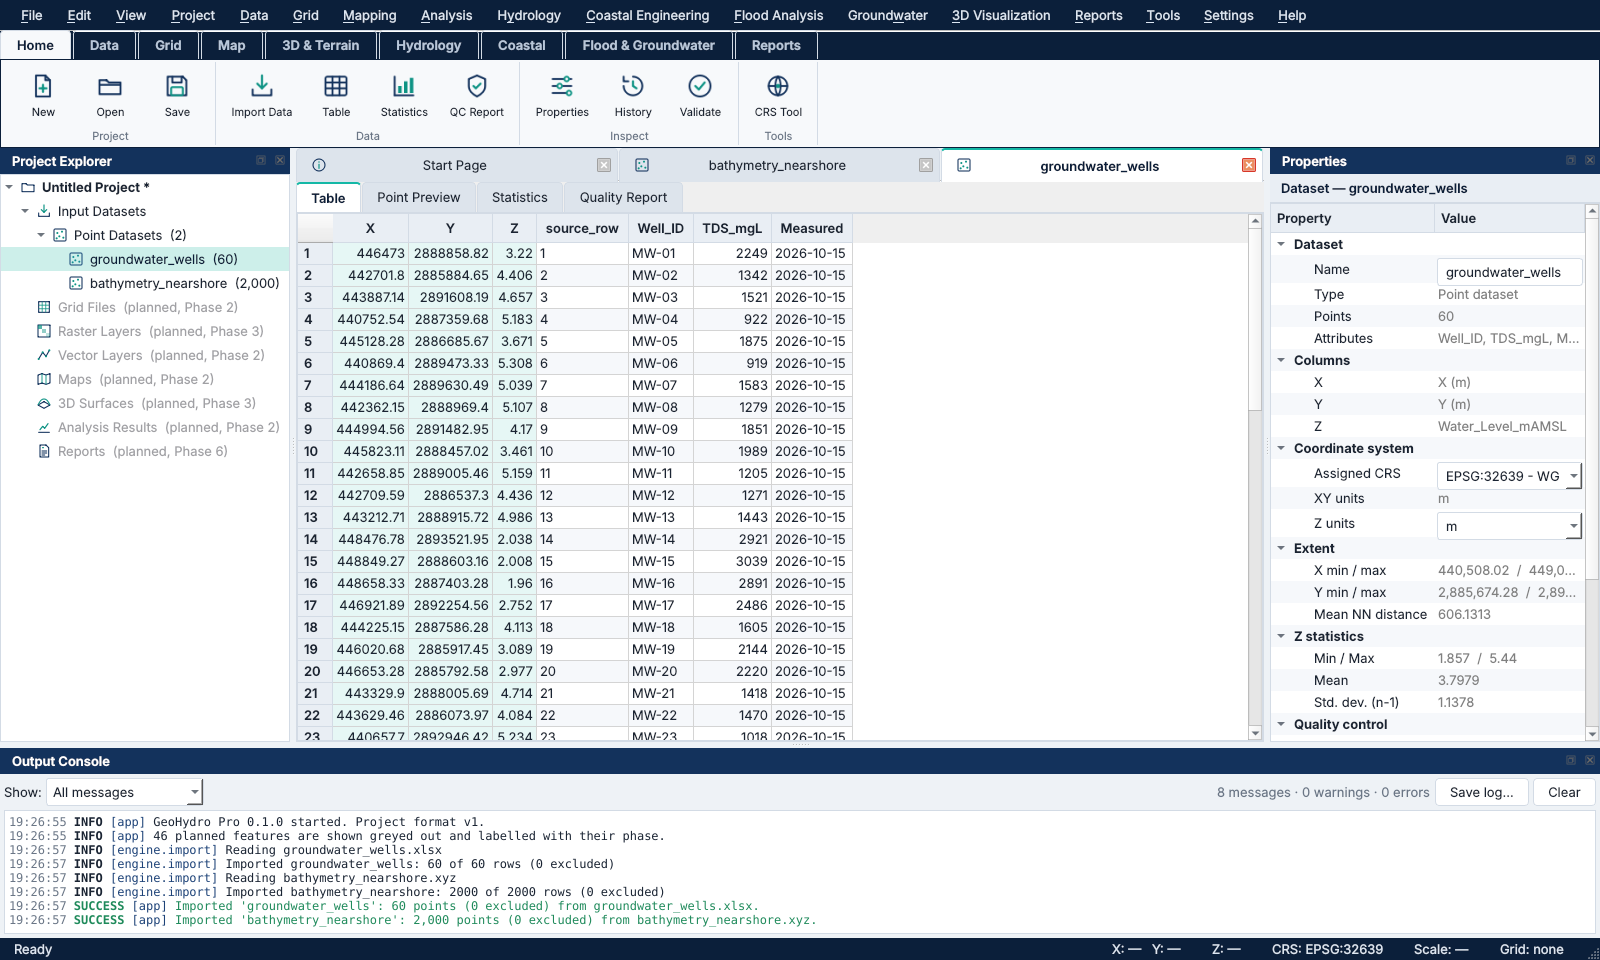 File Edit View Project Data Grid Mapping Analysis Hydrology Coastal Engineering Flood Analysis Groundwater 3D Visualization Reports Tools Settings Help
Home Data Grid Map 3D & Terrain Hydrology Coastal Flood & Groundwater Reports
New Open Save Import Data Table Statistics QC Report Properties History Validate CRS Tool
Project Data Inspect Tools
Project Explorer
Untitled Project *
Input Datasets
Point Datasets (2)
groundwater_wells (60)
bathymetry_nearshore (2,000)
Grid Files (planned, Phase 2)
Raster Layers (planned, Phase 3)
Vector Layers (planned, Phase 2)
Maps (planned, Phase 2)
3D Surfaces (planned, Phase 3)
Analysis Results (planned, Phase 2)
Reports (planned, Phase 6)
Start Page bathymetry_nearshore groundwater_wells
Table Point Preview Statistics Quality Report
X Y Z source_row Well_ID TDS_mgL Measured
1 446473 2888858.82 3.22 1 MW-01 2249 2026-10-15
2 442701.8 2885884.65 4.406 2 MW-02 1342 2026-10-15
3 443887.14 2891608.19 4.657 3 MW-03 1521 2026-10-15
4 440752.54 2887359.68 5.183 4 MW-04 922 2026-10-15
5 445128.28 2886685.67 3.671 5 MW-05 1875 2026-10-15
6 440869.4 2889473.33 5.308 6 MW-06 919 2026-10-15
7 444186.64 2889630.49 5.039 7 MW-07 1583 2026-10-15
8 442362.15 2888969.4 5.107 8 MW-08 1279 2026-10-15
9 444994.56 2891482.95 4.17 9 MW-09 1851 2026-10-15
10 445823.11 2888457.02 3.461 10 MW-10 1989 2026-10-15
11 442658.85 2889005.46 5.159 11 MW-11 1205 2026-10-15
12 442709.59 2886537.3 4.436 12 MW-12 1271 2026-10-15
13 443212.71 2888915.72 4.986 13 MW-13 1443 2026-10-15
14 448476.78 2893521.95 2.038 14 MW-14 2921 2026-10-15
15 448849.27 2888603.16 2.008 15 MW-15 3039 2026-10-15
16 448658.33 2887403.28 1.96 16 MW-16 2891 2026-10-15
17 446921.89 2892254.56 2.752 17 MW-17 2486 2026-10-15
18 444225.15 2887586.28 4.113 18 MW-18 1605 2026-10-15
19 446020.68 2885917.45 3.089 19 MW-19 2144 2026-10-15
20 446653.28 2885792.58 2.977 20 MW-20 2220 2026-10-15
21 443329.9 2888005.69 4.714 21 MW-21 1418 2026-10-15
22 443629.46 2886073.97 4.084 22 MW-22 1470 2026-10-15
23 440657.7 2892946.42 5.234 23 MW-23 1018 2026-10-15
Properties
Dataset — groundwater_wells
Property Value
Dataset
Name groundwater_wells
Type Point dataset
Points 60
Attributes Well_ID, TDS_mgL, M...
Columns
X X (m)
Y Y (m)
Z Water_Level_mAMSL
Coordinate system
Assigned CRS EPSG:32639 - WG
XY units m
Z units m
Extent
X min / max 440,508.02 / 449,0...
Y min / max 2,885,674.28 / 2,89...
Mean NN distance 606.1313
Z statistics
Min / Max 1.857 / 5.44
Mean 3.7979
Std. dev. (n-1) 1.1378
Quality control
Output Console
Show: All messages 8 messages · 0 warnings · 0 errors Save log... Clear
19:26:55 INFO [app] GeoHydro Pro 0.1.0 started. Project format v1.
19:26:55 INFO [app] 46 planned features are shown greyed out and labelled with their phase.
19:26:57 INFO [engine.import] Reading groundwater_wells.xlsx
19:26:57 INFO [engine.import] Imported groundwater_wells: 60 of 60 rows (0 excluded)
19:26:57 INFO [engine.import] Reading bathymetry_nearshore.xyz
19:26:57 INFO [engine.import] Imported bathymetry_nearshore: 2000 of 2000 rows (0 excluded)
19:26:57 SUCCESS [app] Imported 'groundwater_wells': 60 points (0 excluded) from groundwater_wells.xlsx.
19:26:57 SUCCESS [app] Imported 'bathymetry_nearshore': 2,000 points (0 excluded) from bathymetry_nearshore.xyz.
Ready X: — Y: — Z: — CRS: EPSG:32639 Scale: — Grid: none